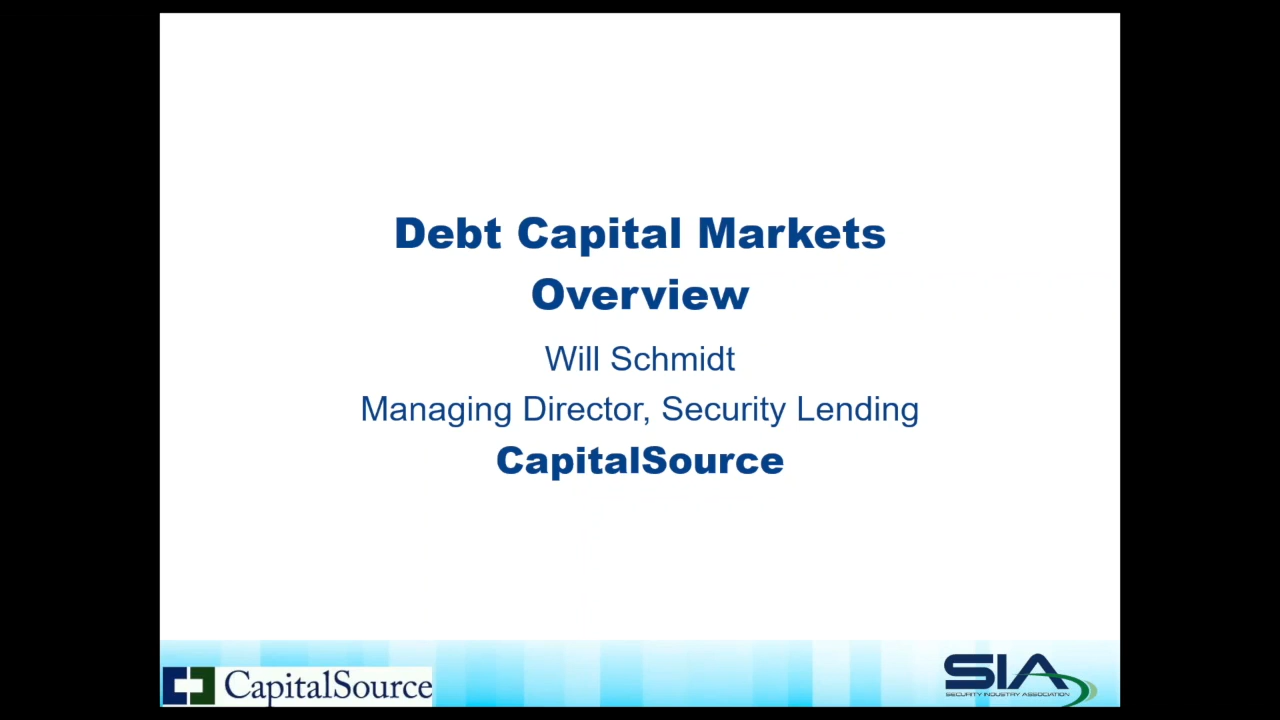 Debt Capital Markets
Overview
Will Schmidt
Managing Director, Security Lending
CapitalSource
CapitalSource
SIA
SECURITY INDUSTRY ASSOCIATION